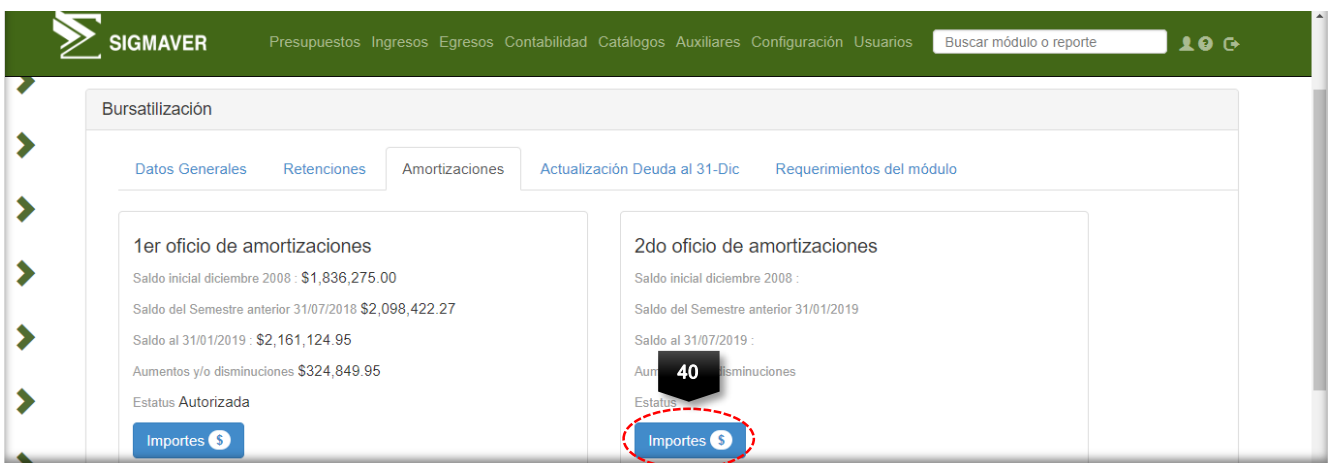 SIGMAVER Presupuestos Ingresos Egresos Contabilidad Catálogos Auxiliares Configuración Usuarios Buscar módulo o reporte
Bursatilización
Datos Generales Retenciones Amortizaciones Actualización Deuda al 31-Dic Requerimientos del módulo
1er oficio de amortizaciones
Saldo inicial diciembre 2008 : $1,836,275.00
Saldo del Semestre anterior 31/07/2018 $2,098,422.27
Saldo al 31/01/2019 : $2,161,124.95
Aumentos y/o disminuciones $324,849.95
Estatus Autorizada
Importes $
2do oficio de amortizaciones
Saldo inicial diciembre 2008 :
Saldo del Semestre anterior 31/01/2019
Saldo al 31/07/2019 :
40
Estatus
Importes $